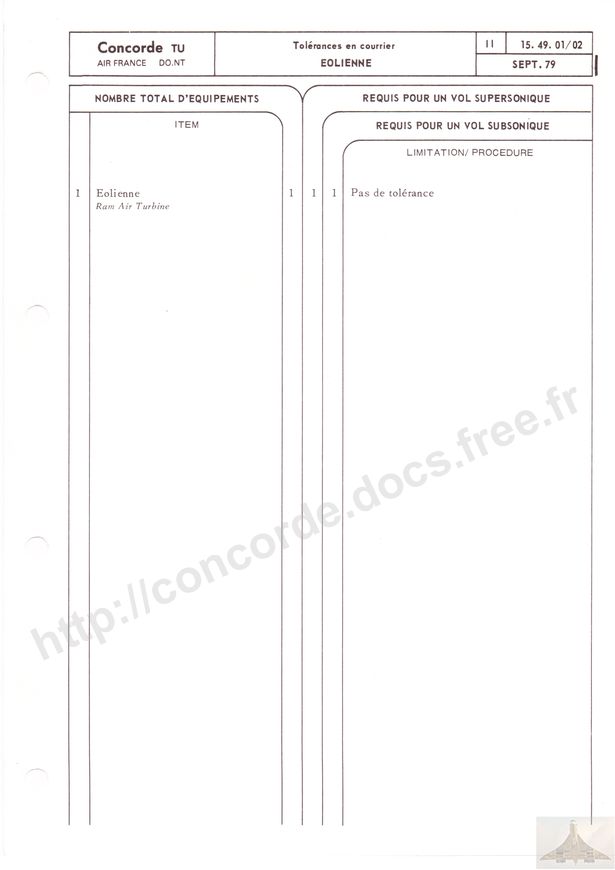 Concorde TU
AIR FRANCE DO.NT
Tolérances en courrier
EOLIENNE
II
15. 49. 01/02
SEPT. 79
NOMBRE TOTAL D'EQUIPEMENTS
REQUIS POUR UN VOL SUPERSONIQUE
ITEM
REQUIS POUR UN VOL SUBSONIQUE
LIMITATION/ PROCEDURE
1 Eolienne 1 1 1 Pas de tolérance
Ram Air Turbine
http://concorde.docs.free.fr